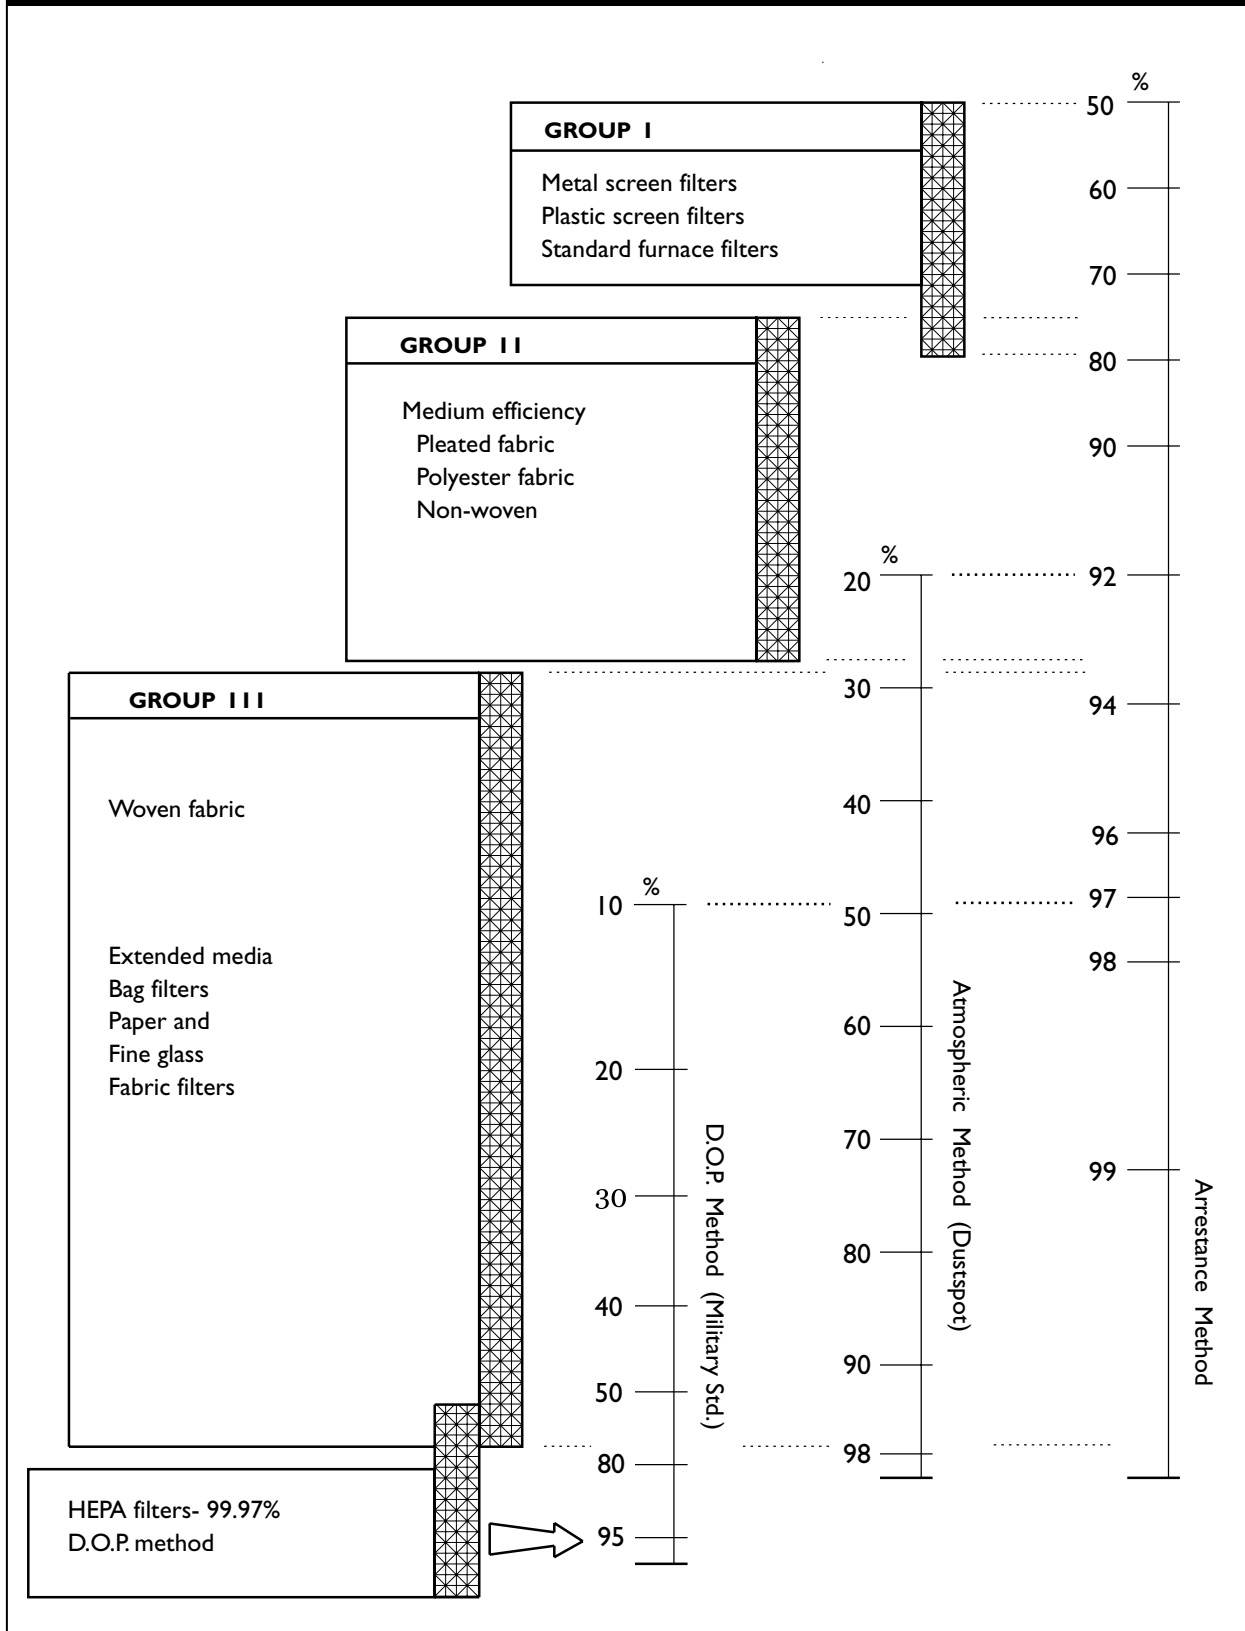 GROUP I
Metal screen filters
Plastic screen filters
Standard furnace filters
GROUP II
Medium efficiency
Pleated fabric
Polyester fabric
Non-woven
GROUP III
Woven fabric
Extended media
Bag filters
Paper and
Fine glass
Fabric filters
HEPA filters- 99.97%
D.O.P. method
%
10
20
30
40
50
80
95
D.O.P. Method (Military Std.)
%
20
30
40
50
60
70
80
90
98
Atmospheric Method (Dustspot)
%
50
60
70
80
90
92
94
96
97
98
99
Arrestance Method